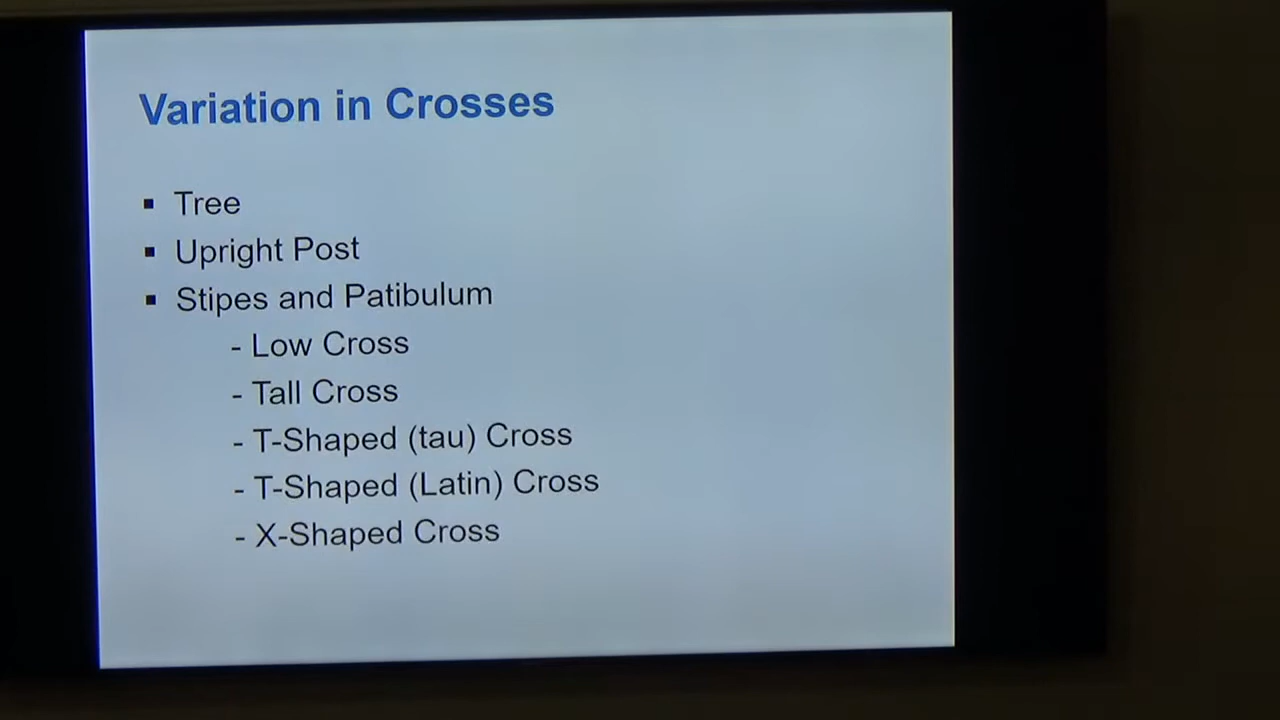 Variation in Crosses
▪ Tree
▪ Upright Post
▪ Stipes and Patibulum
- Low Cross
- Tall Cross
- T-Shaped (tau) Cross
- T-Shaped (Latin) Cross
- X-Shaped Cross